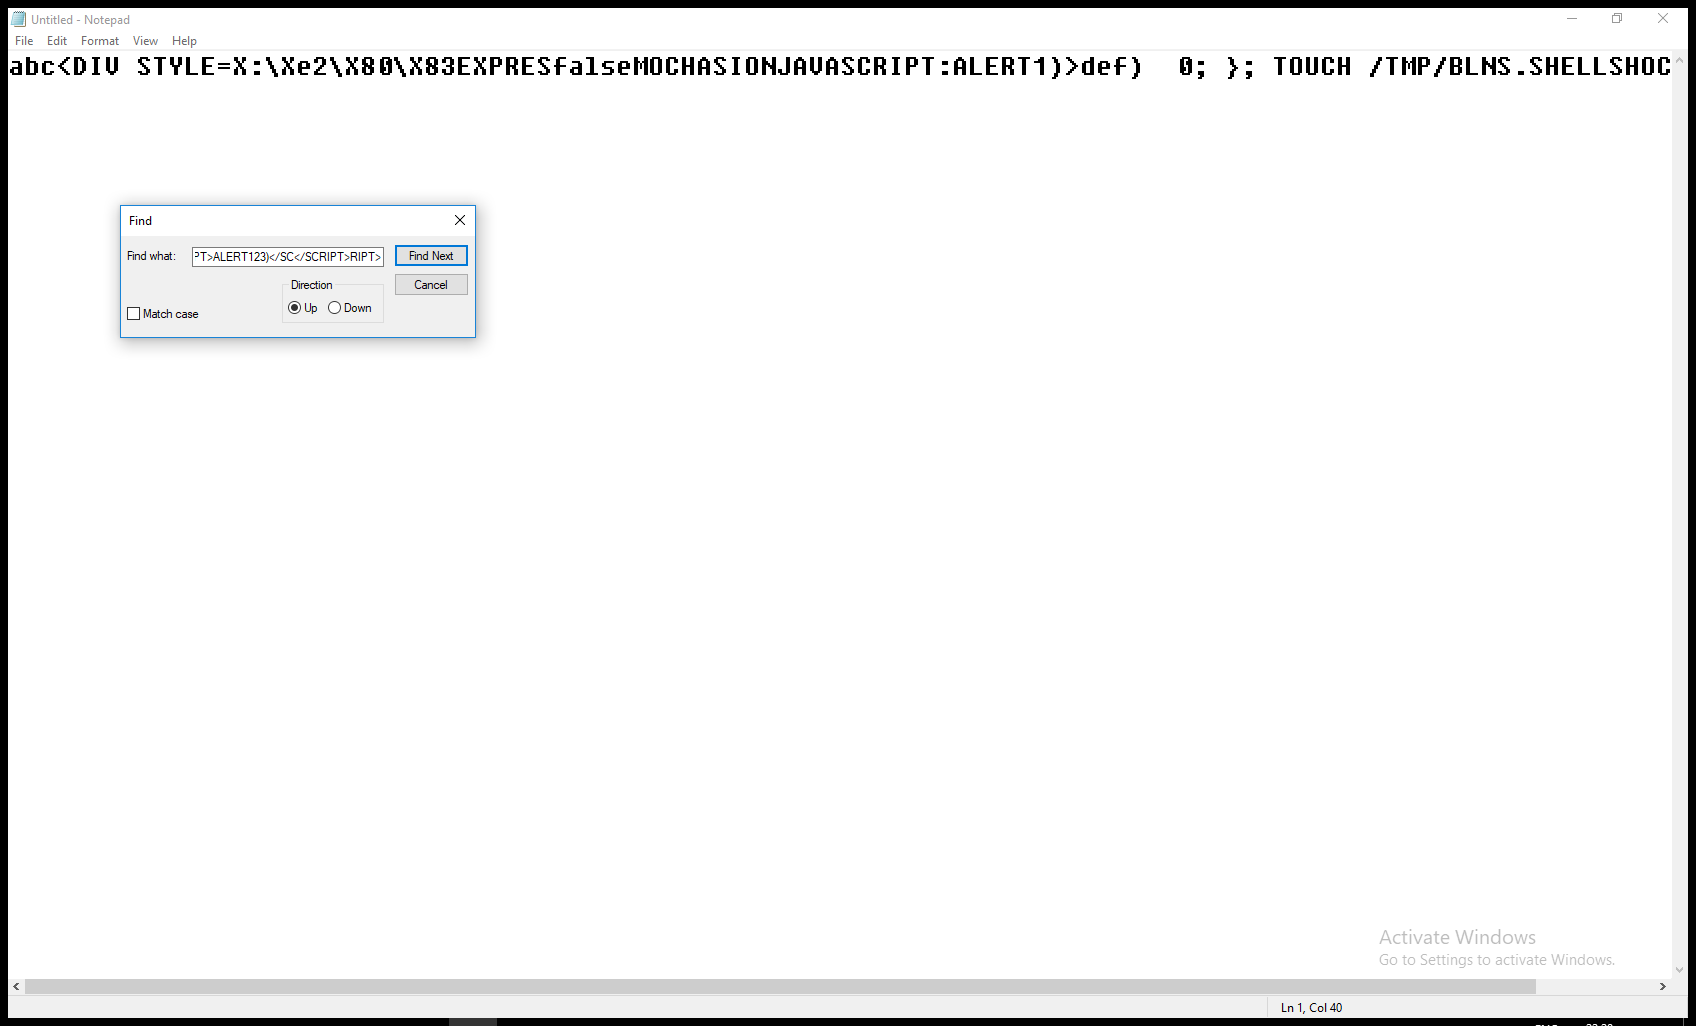 Untitled - Notepad
File Edit Format View Help
abc<DIV STYLE=X:\Xe2\X80\X83EXPRESfalseMOCHASIONJAVASCRIPT:ALERT1)>def)  0; }; TOUCH /TMP/BLNS.SHELLSHOC
Find
Find what: PT>ALERT123)</SC</SCRIPT>RIPT> Find Next
Direction Cancel
Up Down
Match case
Activate Windows
Go to Settings to activate Windows.
Ln 1, Col 40